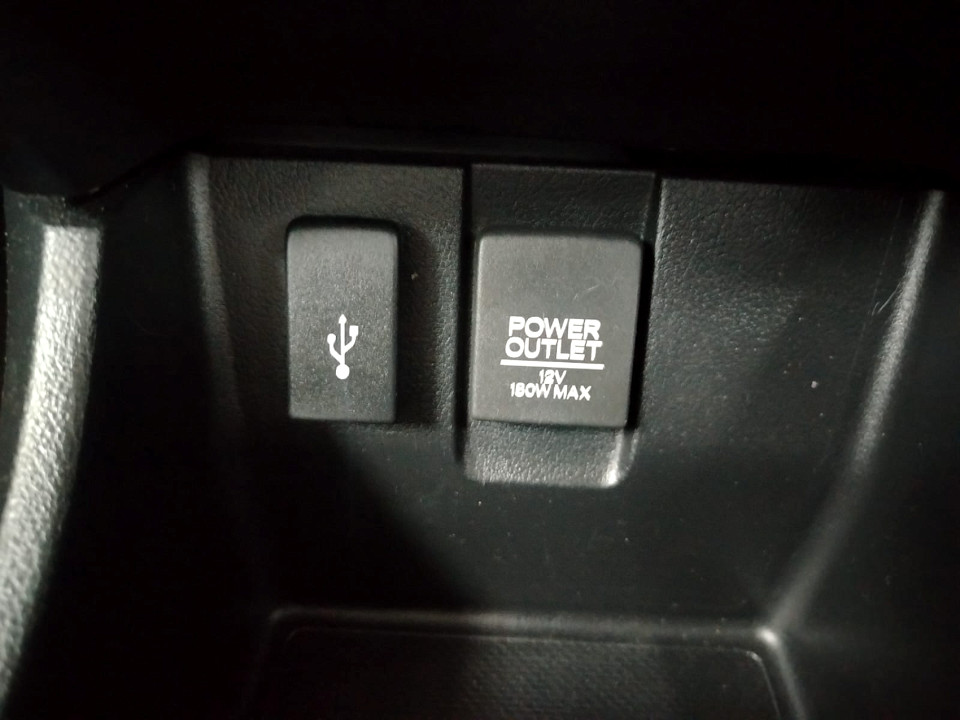 POWER
OUTLET
12V
180W MAX